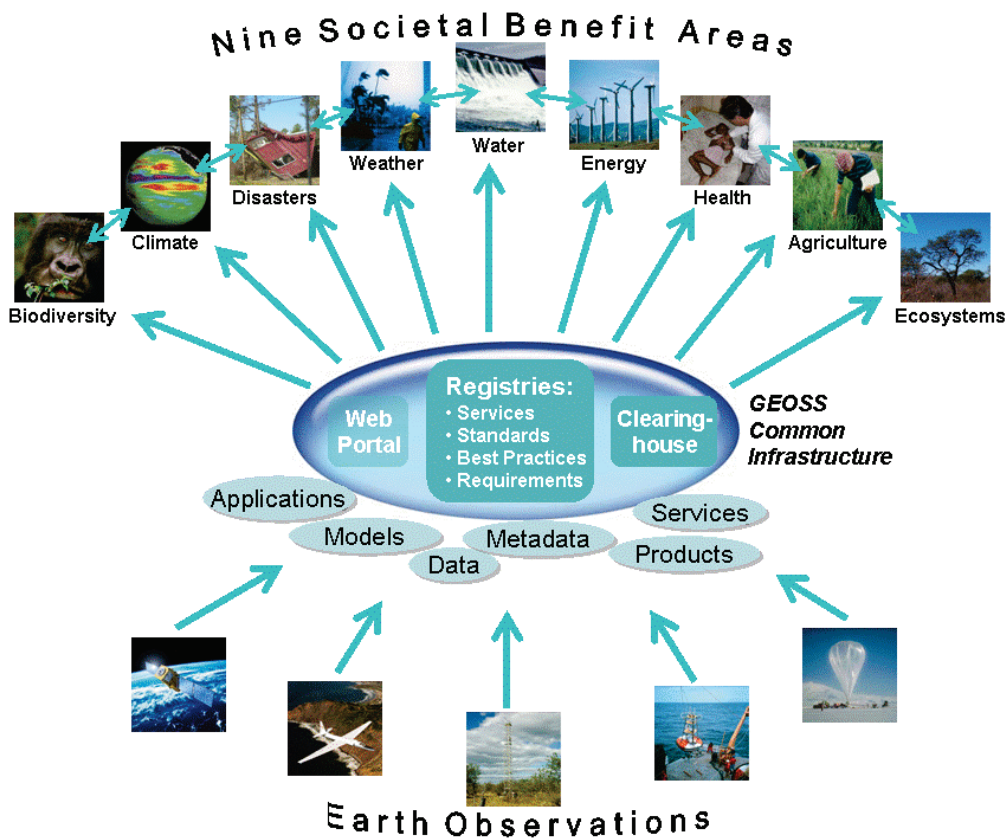 Nine Societal Benefit Areas
Water
Weather
Energy
Disasters
Health
Climate
Agriculture
Biodiversity
Ecosystems
Registries:
• Services
• Standards
• Best Practices
• Requirements
Web
Portal
Clearing-
house
GEOSS
Common
Infrastructure
Applications
Models
Data
Metadata
Services
Products
Earth Observations